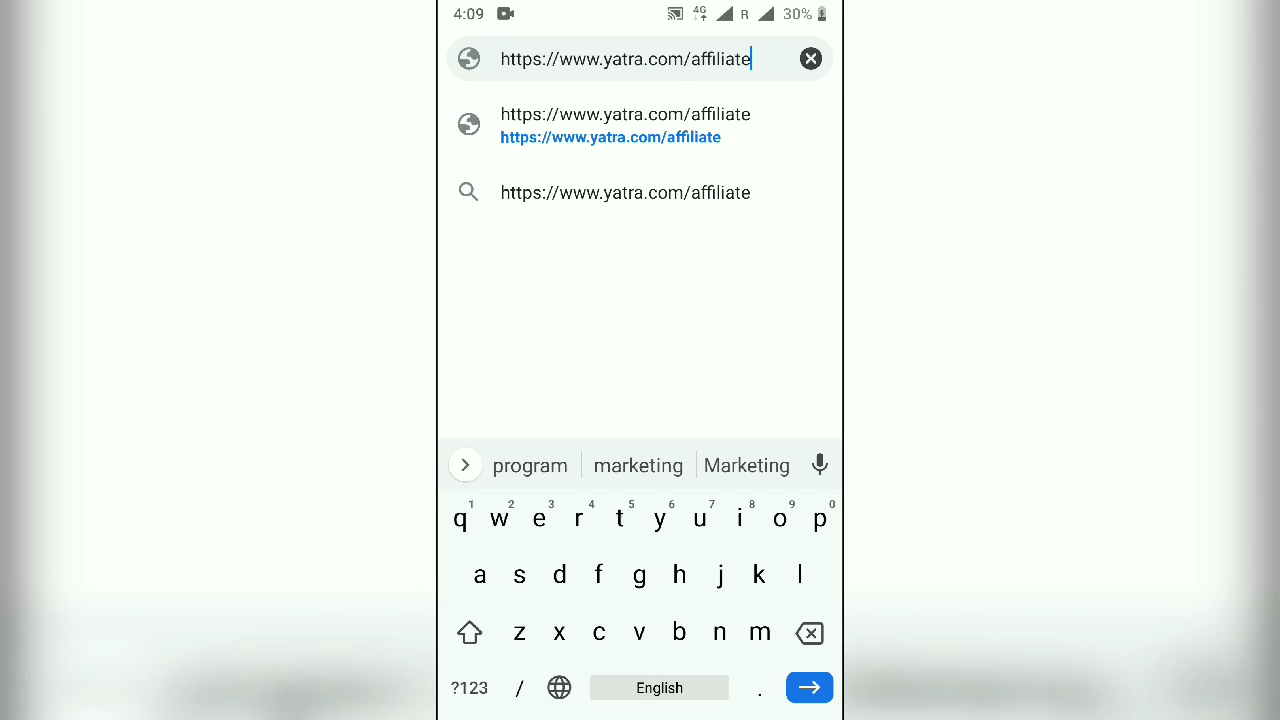 4:09 4G R 30%
https://www.yatra.com/affiliate
https://www.yatra.com/affiliate
https://www.yatra.com/affiliate
https://www.yatra.com/affiliate
program marketing Marketing
1 2 3 4 5 6 7 8 9 0
q w e r t y u i o p
a s d f g h j k l
z x c v b n m
?123 / English .